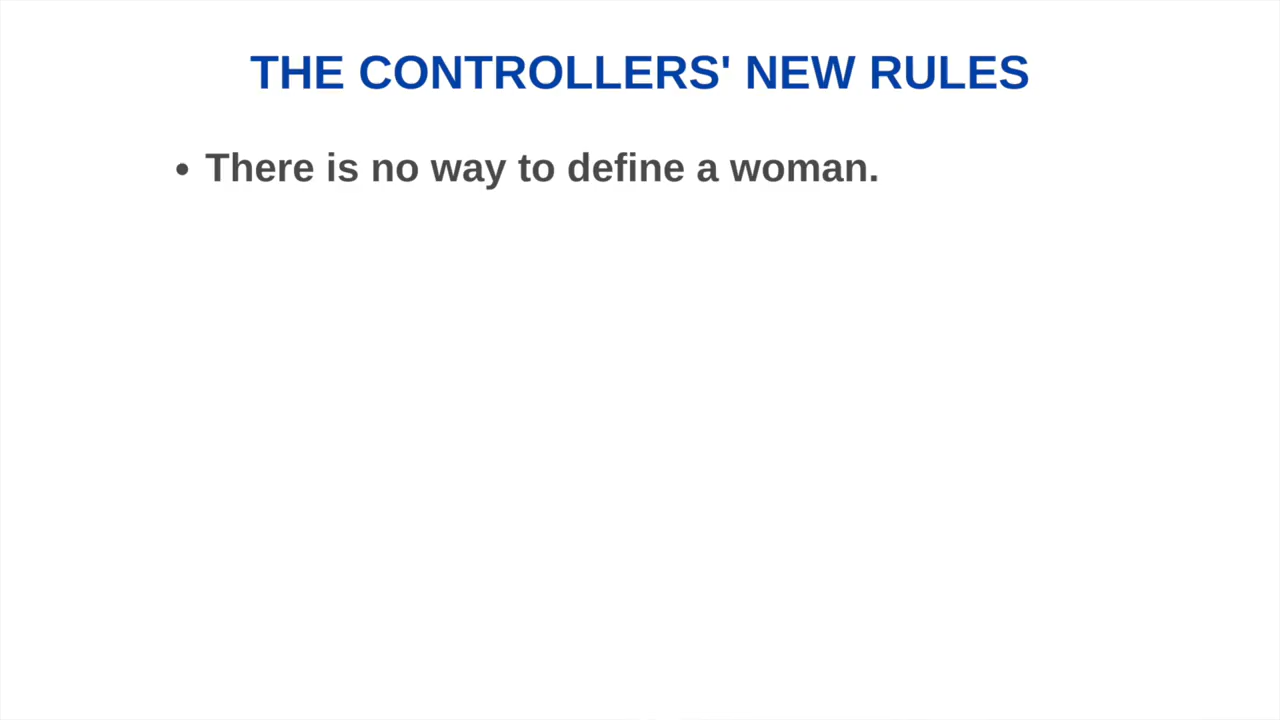 THE CONTROLLERS' NEW RULES
• There is no way to define a woman.